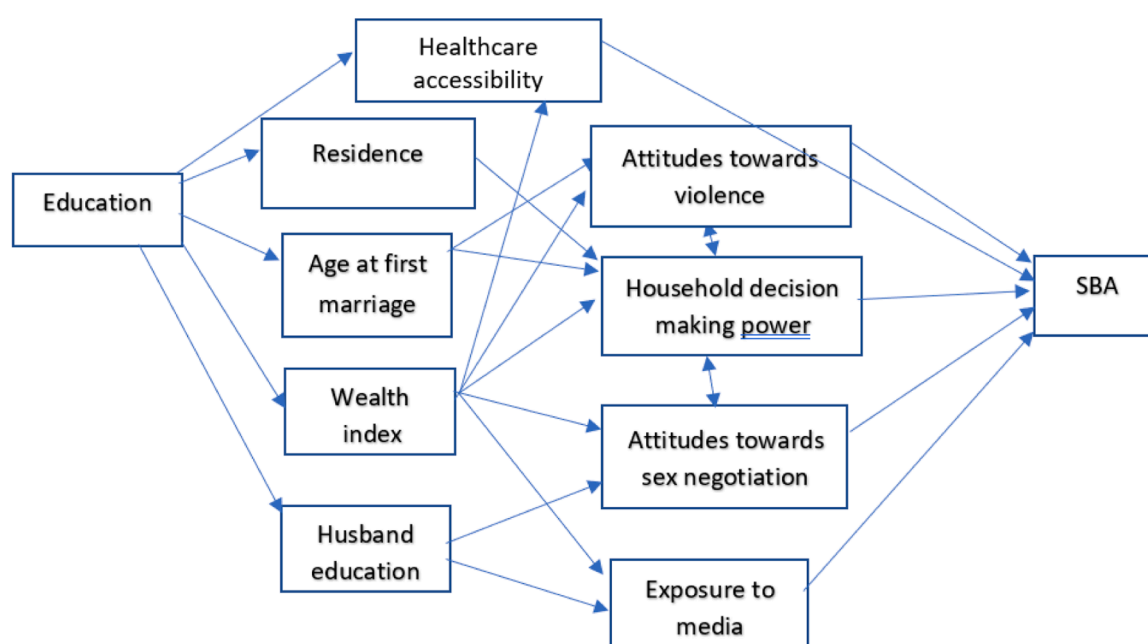 Healthcare
accessibility
Residence
Attitudes towards
violence
Education
Age at first
marriage
Household decision
making power
SBA
Wealth
index
Attitudes towards
sex negotiation
Husband
education
Exposure to
media